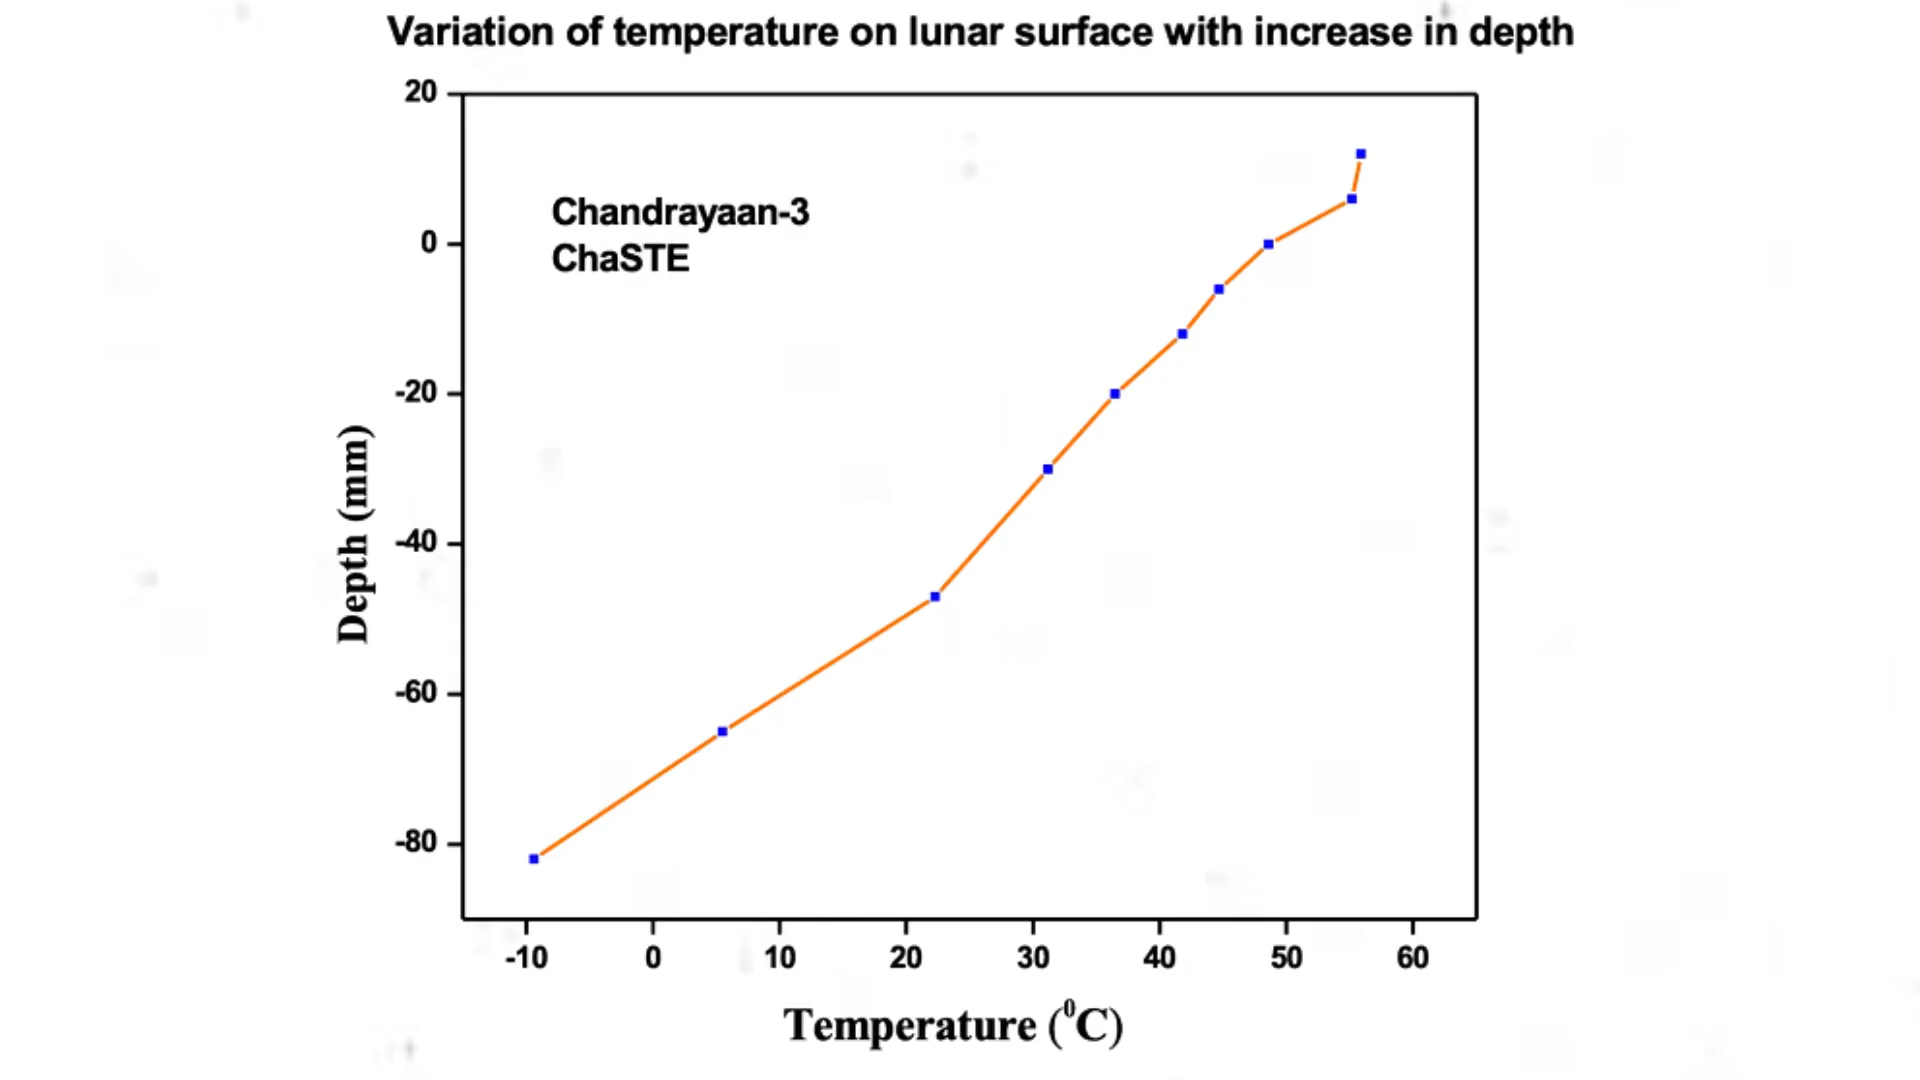 Variation of temperature on lunar surface with increase in depth
20
Chandrayaan-3
ChaSTE
0
-20
-40
-60
-80
Depth (mm)
-10 0 10 20 30 40 50 60
Temperature (⁰C)